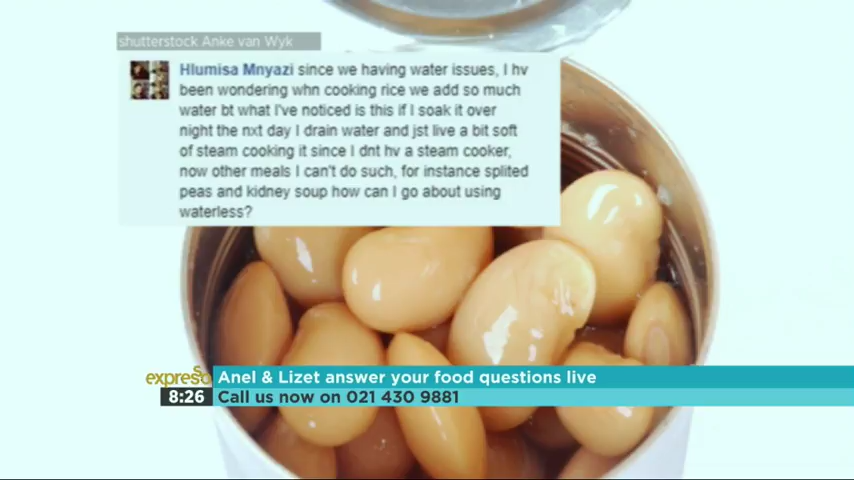 shutterstock Anke van Wyk
Hlumisa Mnyazi since we having water issues, I hv
been wondering whn cooking rice we add so much
water bt what I've noticed is this if I soak it over
night the nxt day I drain water and jst live a bit soft
of steam cooking it since I dnt hv a steam cooker,
now other meals I can't do such, for instance splited
peas and kidney soup how can I go about using
waterless?
expresso
Anel & Lizet answer your food questions live
8:26
Call us now on 021 430 9881